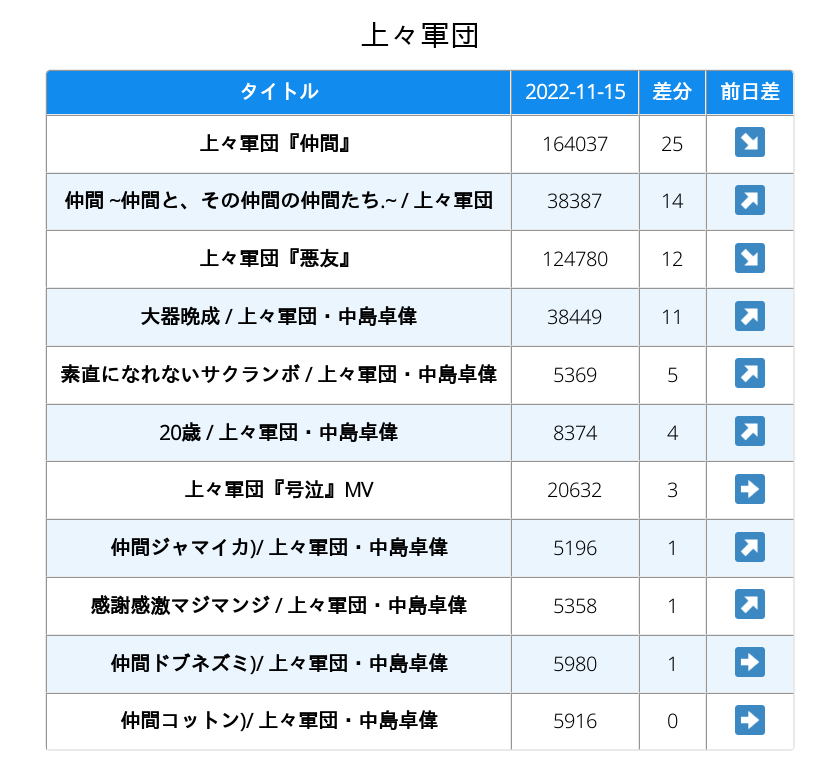 上々軍団
タイトル 2022-11-15 差分 前日差
上々軍団『仲間』 164037 25 ↘
仲間 ~仲間と、その仲間の仲間たち.~ / 上々軍団 38387 14 ↗
上々軍団『悪友』 124780 12 ↘
大器晩成 / 上々軍団・中島卓偉 38449 11 ↗
素直になれないサクランボ / 上々軍団・中島卓偉 5369 5 ↗
20歳 / 上々軍団・中島卓偉 8374 4 ↗
上々軍団『号泣』MV 20632 3 ➡
仲間ジャマイカ)/ 上々軍団・中島卓偉 5196 1 ↗
感謝感激マジマンジ / 上々軍団・中島卓偉 5358 1 ↗
仲間ドブネズミ)/ 上々軍団・中島卓偉 5980 1 ➡
仲間コットン)/ 上々軍団・中島卓偉 5916 0 ➡